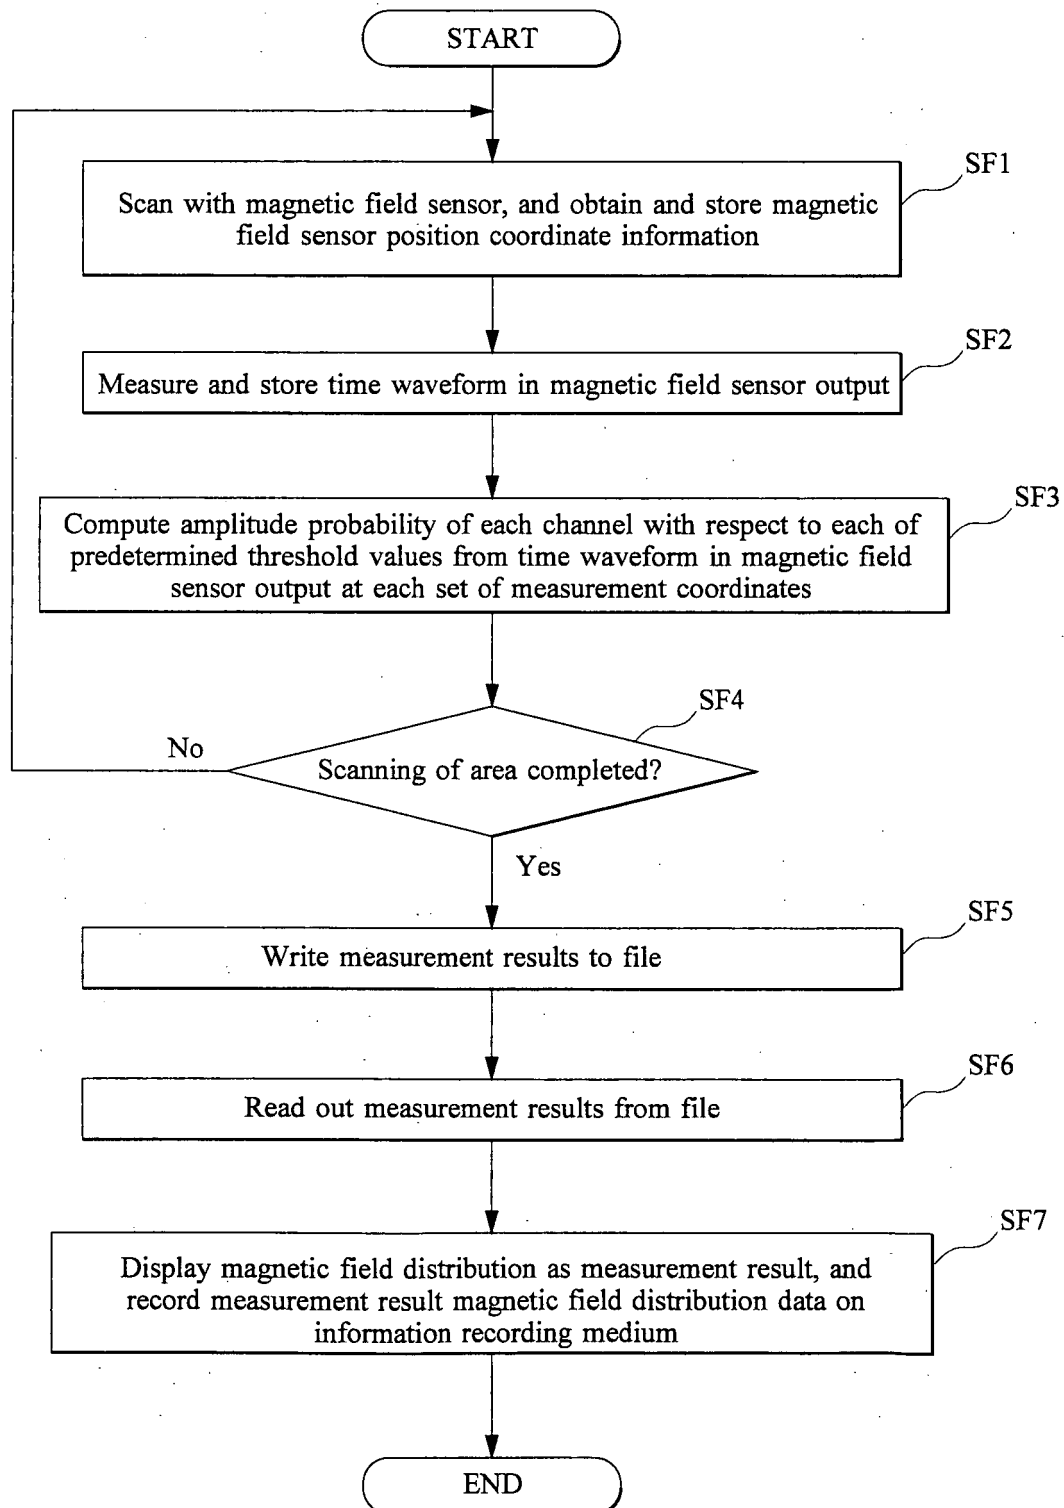 START
SF1
Scan with magnetic field sensor, and obtain and store magnetic
field sensor position coordinate information
SF2
Measure and store time waveform in magnetic field sensor output
SF3
Compute amplitude probability of each channel with respect to each of
predetermined threshold values from time waveform in magnetic field
sensor output at each set of measurement coordinates
SF4
No
Scanning of area completed?
Yes
SF5
Write measurement results to file
SF6
Read out measurement results from file
SF7
Display magnetic field distribution as measurement result, and
record measurement result magnetic field distribution data on
information recording medium
END